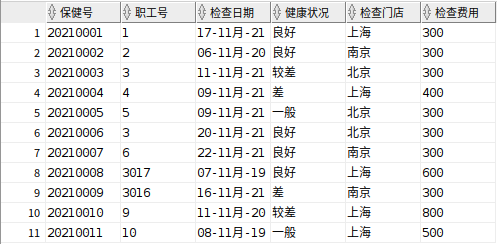 保健号 职工号 检查日期 健康状况 检查门店 检查费用
1 20210001 1 17-11月-21 良好 上海 300
2 20210002 2 06-11月-20 良好 南京 300
3 20210003 3 11-11月-21 较差 北京 300
4 20210004 4 09-11月-21 差 上海 400
5 20210005 5 09-11月-21 一般 北京 300
6 20210006 3 20-11月-21 良好 北京 300
7 20210007 6 22-11月-21 良好 南京 300
8 20210008 3017 07-11月-19 良好 上海 600
9 20210009 3016 16-11月-21 差 南京 300
10 20210010 9 11-11月-20 较差 上海 800
11 20210011 10 08-11月-19 一般 上海 500